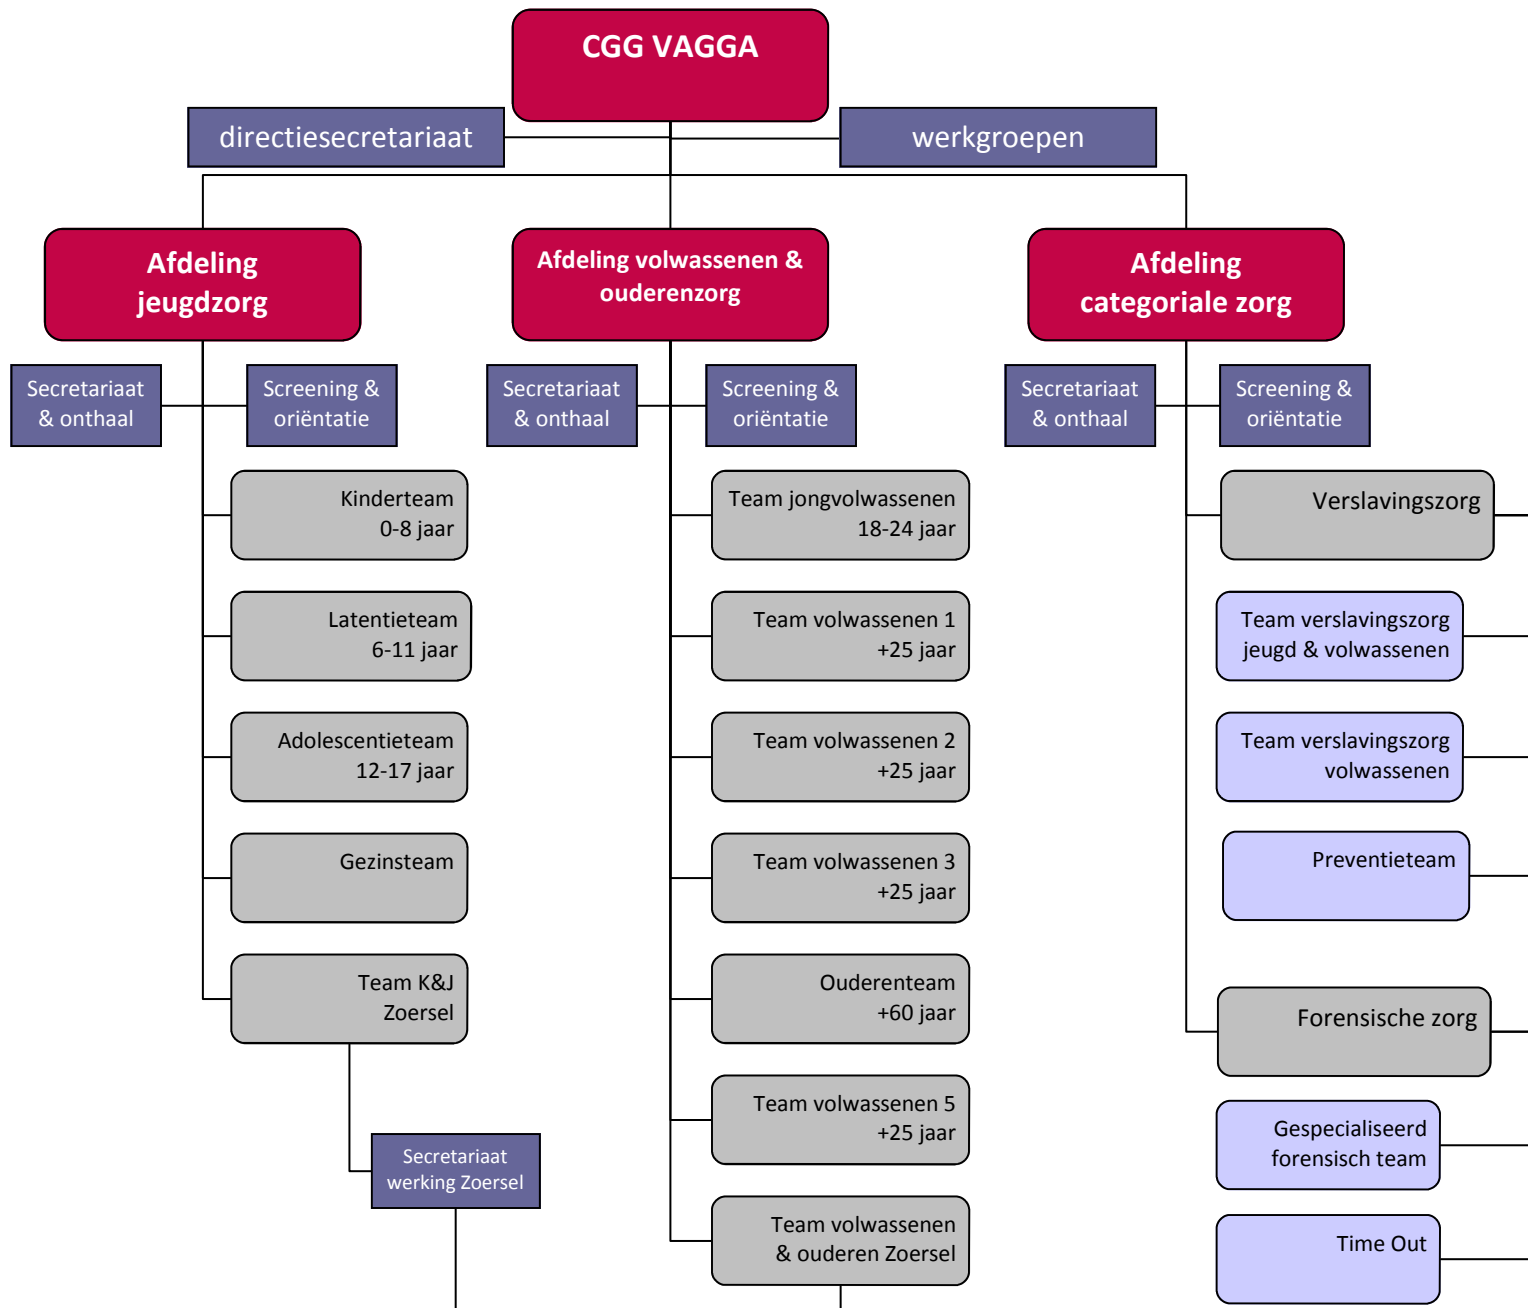 CGG VAGGA
directiesecretariaat
werkgroepen
Afdeling
jeugdzorg
Afdeling volwassenen &
ouderenzorg
Afdeling
categoriale zorg
Secretariaat
& onthaal
Screening &
oriëntatie
Secretariaat
& onthaal
Screening &
oriëntatie
Secretariaat
& onthaal
Screening &
oriëntatie
Kinderteam
0-8 jaar
Latentieteam
6-11 jaar
Adolescentieteam
12-17 jaar
Gezinsteam
Team K&J
Zoersel
Secretariaat
werking Zoersel
Team jongvolwassenen
18-24 jaar
Team volwassenen 1
+25 jaar
Team volwassenen 2
+25 jaar
Team volwassenen 3
+25 jaar
Ouderenteam
+60 jaar
Team volwassenen 5
+25 jaar
Team volwassenen
& ouderen Zoersel
Verslavingszorg
Team verslavingszorg
jeugd & volwassenen
Team verslavingszorg
volwassenen
Preventieteam
Forensische zorg
Gespecialiseerd
forensisch team
Time Out